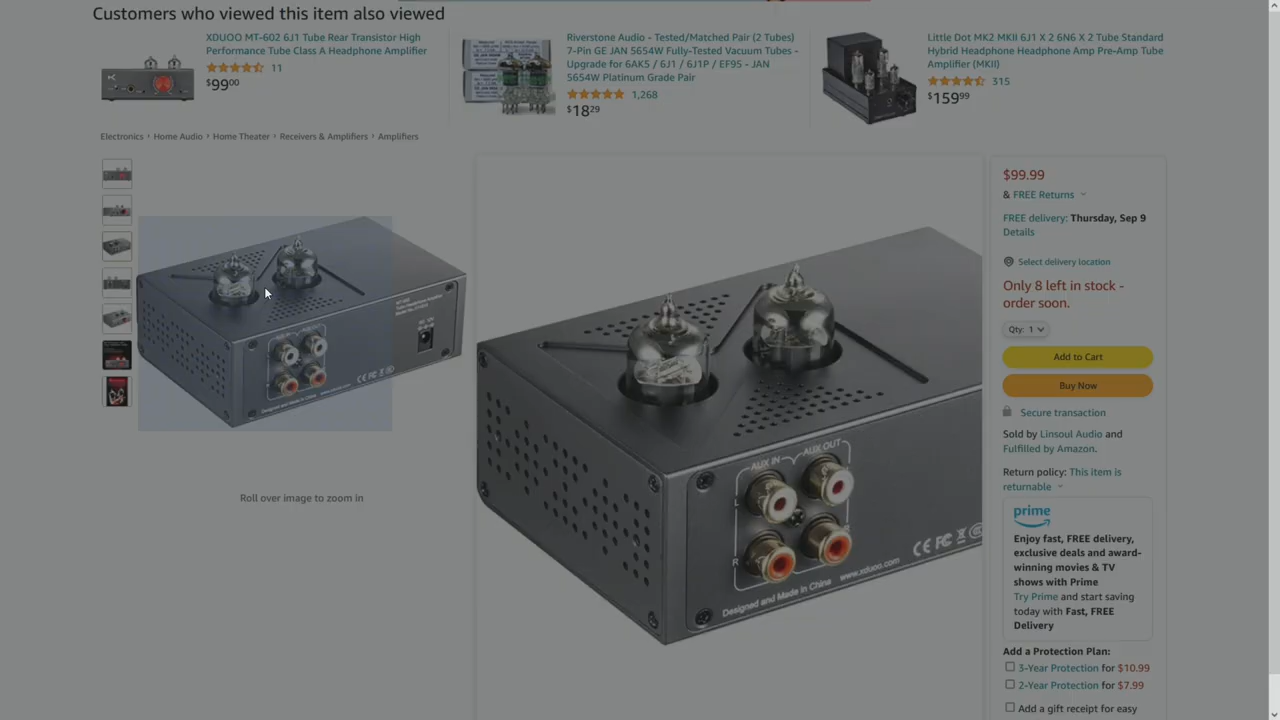 Customers who viewed this item also viewed
XDUOO MT-602 6J1 Tube Rear Transistor High
Performance Tube Class A Headphone Amplifier
11
$99⁰⁰
Riverstone Audio - Tested/Matched Pair (2 Tubes)
7-Pin GE JAN 5654W Fully-Tested Vacuum Tubes -
Upgrade for 6AK5 / 6J1 / 6J1P / EF95 - JAN
5654W Platinum Grade Pair
1,268
$18²⁹
Little Dot MK2 MKII 6J1 X 2 6N6 X 2 Tube Standard
Hybrid Headphone Headphone Amp Pre-Amp Tube
Amplifier (MKII)
315
$159⁹⁹
Electronics › Home Audio › Home Theater › Receivers & Amplifiers › Amplifiers
Roll over image to zoom in
AUX IN
AUX OUT
L
R
Designed and Made in China
www.xduoo.com
$99.99
& FREE Returns
FREE delivery: Thursday, Sep 9
Details
Select delivery location
Only 8 left in stock -
order soon.
Qty: 1
Add to Cart
Buy Now
Secure transaction
Sold by Linsoul Audio and
Fulfilled by Amazon.
Return policy: This item is
returnable
prime
Enjoy fast, FREE delivery,
exclusive deals and award-
winning movies & TV
shows with Prime
Try Prime and start saving
today with Fast, FREE
Delivery
Add a Protection Plan:
3-Year Protection for $10.99
2-Year Protection for $7.99
Add a gift receipt for easy